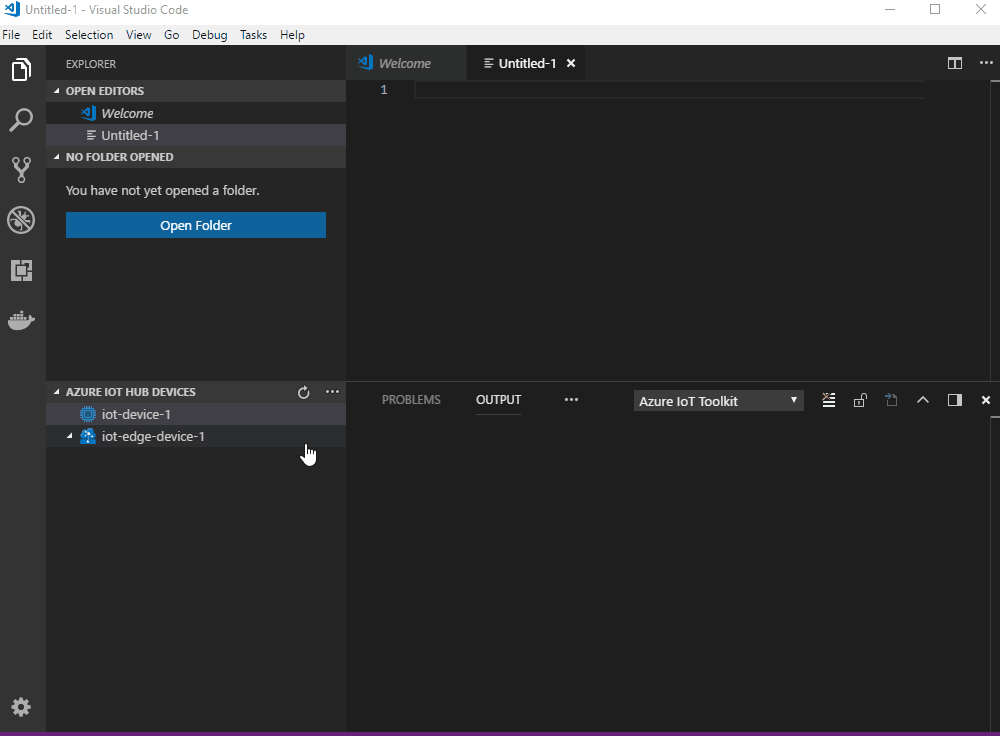 Untitled-1 - Visual Studio Code
File Edit Selection View Go Debug Tasks Help
EXPLORER
OPEN EDITORS
Welcome
Untitled-1
NO FOLDER OPENED
You have not yet opened a folder.
Open Folder
AZURE IOT HUB DEVICES
iot-device-1
iot-edge-device-1
Welcome Untitled-1
1
PROBLEMS OUTPUT Azure IoT Toolkit